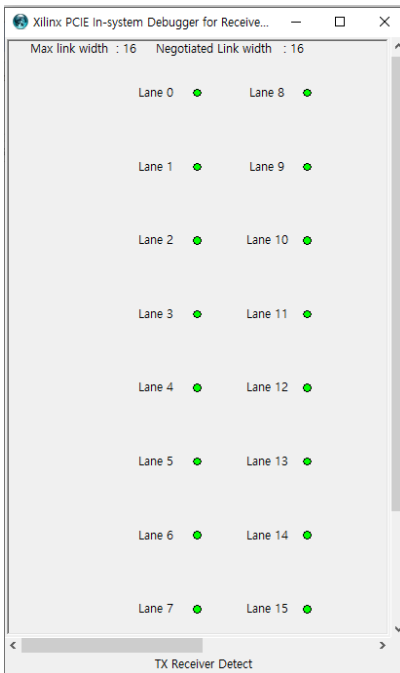 Xilinx PCIE In-system Debugger for Receive...
Max link width : 16 Negotiated Link width : 16
Lane 0 Lane 8
Lane 1 Lane 9
Lane 2 Lane 10
Lane 3 Lane 11
Lane 4 Lane 12
Lane 5 Lane 13
Lane 6 Lane 14
Lane 7 Lane 15
TX Receiver Detect